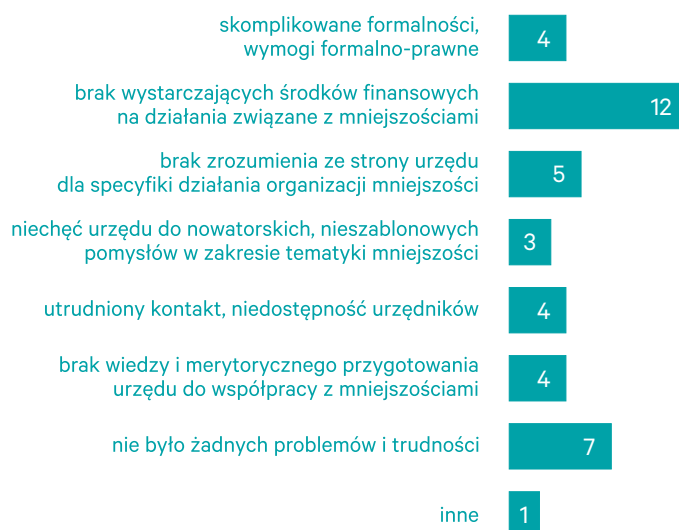 skomplikowane formalności,
wymogi formalno-prawne
4
brak wystarczających środków finansowych
na działania związane z mniejszościami
12
brak zrozumienia ze strony urzędu
dla specyfiki działania organizacji mniejszości
5
niechęć urzędu do nowatorskich, nieszablonowych
pomysłów w zakresie tematyki mniejszości
3
utrudniony kontakt, niedostępność urzędników
4
brak wiedzy i merytorycznego przygotowania
urzędu do współpracy z mniejszościami
4
nie było żadnych problemów i trudności
7
inne
1